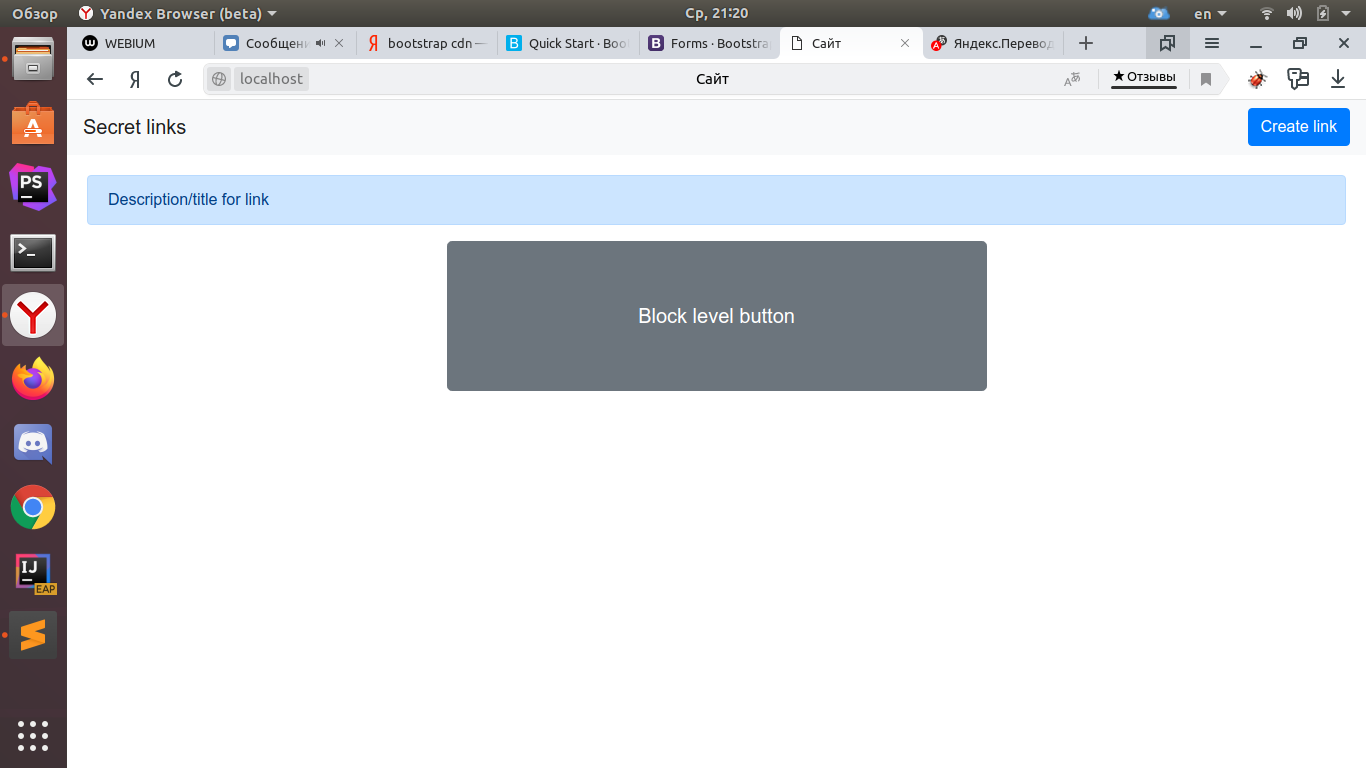 Обзор
Yandex Browser (beta)
Ср, 21:20
en
WEBIUM
Сообщени
bootstrap cdn —
Quick Start · Boo
Forms · Bootstra
Сайт
Яндекс.Перевод
localhost
Сайт
Отзывы
Secret links
Create link
Description/title for link
Block level button
PS
IJ
EAP